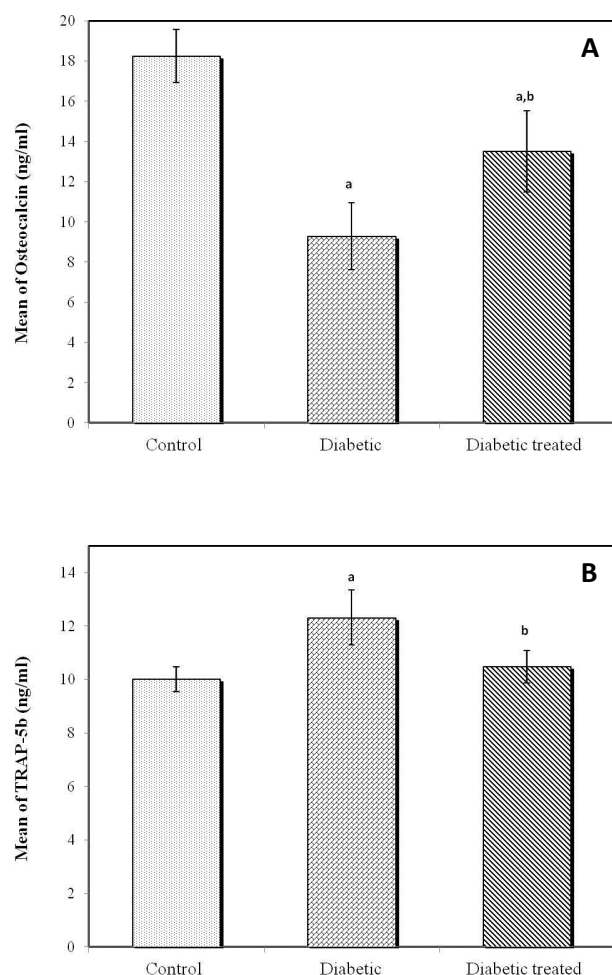 A
Mean of Osteocalcin (ng/ml)
20
18
16
14
12
10
8
6
4
2
0
a
a,b
Control Diabetic Diabetic treated
B
Mean of TRAP-5b (ng/ml)
14
12
10
8
6
4
2
0
a
b
Control Diabetic Diabetic treated